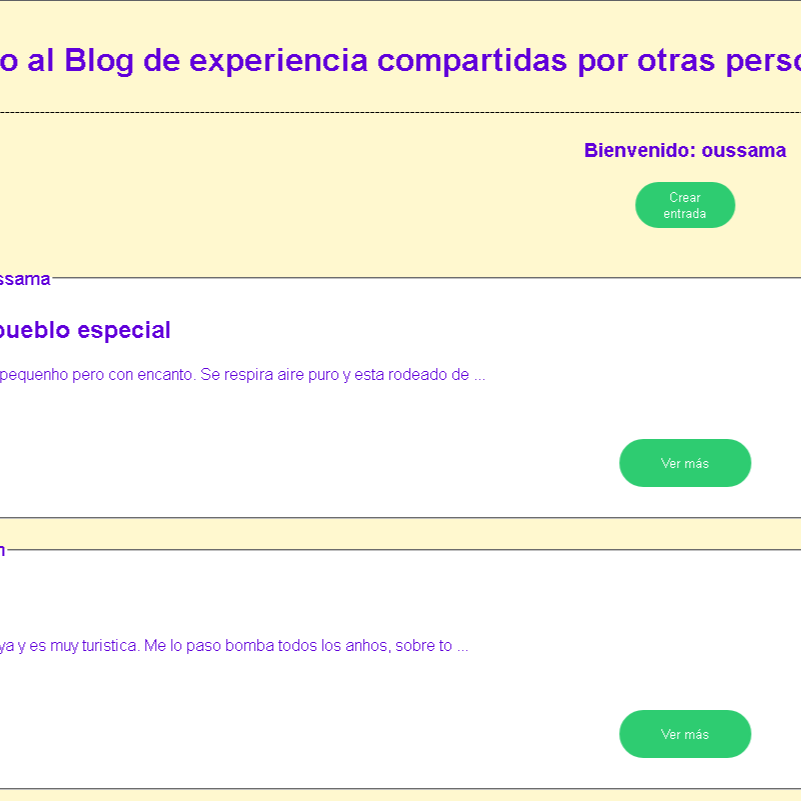 o al Blog de experiencia compartidas por otras perso
Bienvenido: oussama
Crear
entrada
ssama
pueblo especial
pequenho pero con encanto. Se respira aire puro y esta rodeado de ...
Ver más
n
ya y es muy turistica. Me lo paso bomba todos los anhos, sobre to ...
Ver más